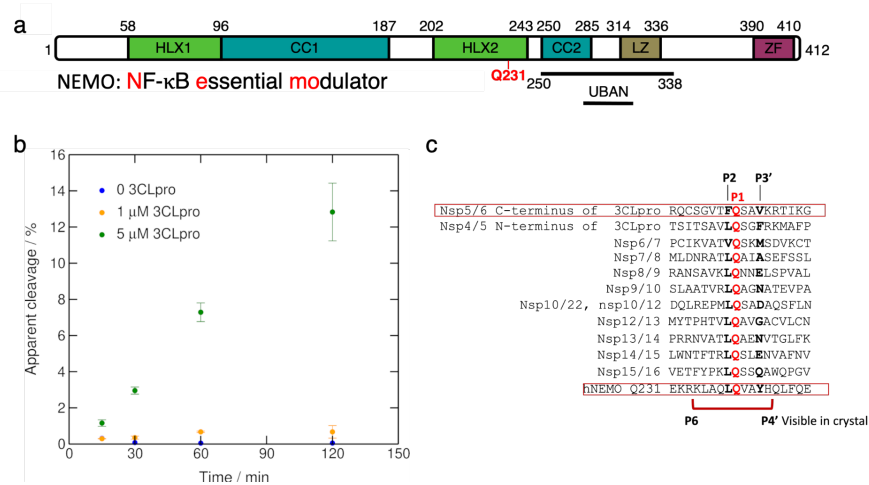 a
58 96 187 202 243 250 285 314 336 390 410
1 HLX1 CC1 HLX2 CC2 LZ ZF 412
NEMO: NF-κB essential modulator
Q231
250 338
UBAN
b
16
14
12
10
8
6
4
2
0
0 3CLpro
1 μM 3CLpro
5 μM 3CLpro
Apparent cleavage / %
0 30 60 90 120 150
Time / min
c
P2 P3'
P1
Nsp5/6 C-terminus of 3CLpro RQCSGVTFQSAVKRTIKG
Nsp4/5 N-terminus of 3CLpro TSITSAVLQSGFRKMAFP
Nsp6/7 PCIKVATVQSKMSDVKCT
Nsp7/8 MLDNRATLQAIASEFSSL
Nsp8/9 RANSAVKLQNNELSPVAL
Nsp9/10 SLAATVRLQAGNATEVPA
Nsp10/22, nsp10/12 DQLREPMLQSADAQSFLN
Nsp12/13 MYTPHTVLQAVGACVLCN
Nsp13/14 PRRNVATLQAENVTGLFK
Nsp14/15 LWNTFTRLQSLENVAFNV
Nsp15/16 VETFYPKLQSSQAWQPGV
hNEMO Q231 EKRKLAQLQVAYHQLFQE
P6 P4' Visible in crystal